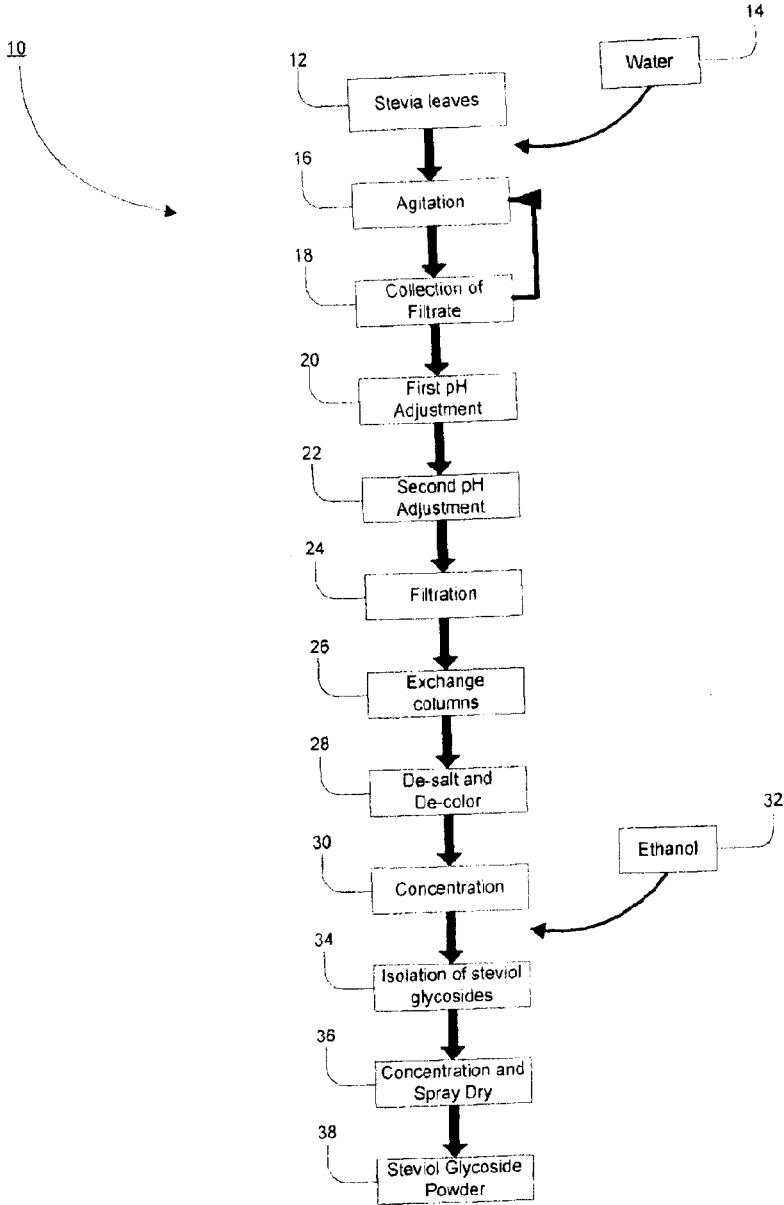 10
14
Water
12
Stevia leaves
16
Agitation
18
Collection of
Filtrate
20
First pH
Adjustment
22
Second pH
Adjustment
24
Filtration
26
Exchange
columns
28
De-salt and
De-color
32
Ethanol
30
Concentration
34
Isolation of steviol
glycosides
36
Concentration and
Spray Dry
38
Steviol Glycoside
Powder